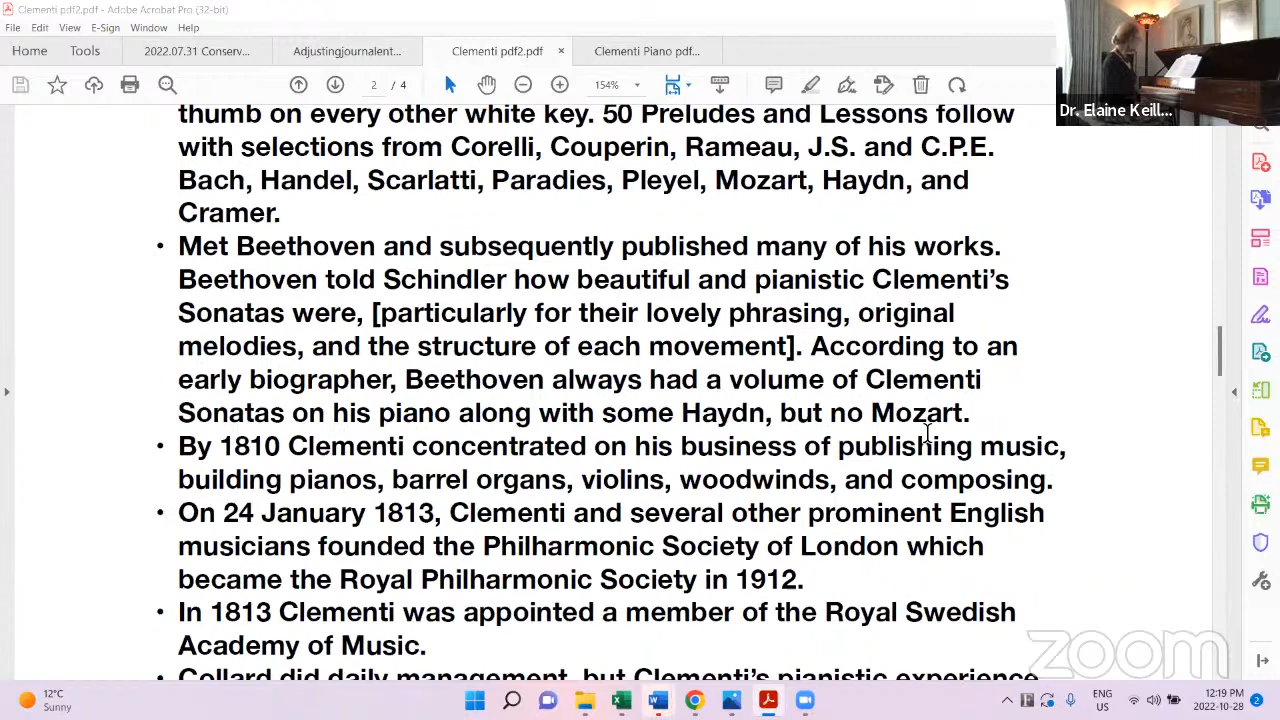 Clementi pdf2.pdf - Adobe Acrobat Pro (32-bit)
File Edit View E-Sign Window Help
Home Tools 2022.07.31 Conserv... Adjustingjournalent... Clementi pdf2.pdf × Clementi Piano pdf...
2 / 4 154%
Dr. Elaine Keill...
thumb on every other white key. 50 Preludes and Lessons follow
with selections from Corelli, Couperin, Rameau, J.S. and C.P.E.
Bach, Handel, Scarlatti, Paradies, Pleyel, Mozart, Haydn, and
Cramer.
• Met Beethoven and subsequently published many of his works.
Beethoven told Schindler how beautiful and pianistic Clementi’s
Sonatas were, [particularly for their lovely phrasing, original
melodies, and the structure of each movement]. According to an
early biographer, Beethoven always had a volume of Clementi
Sonatas on his piano along with some Haydn, but no Mozart.
• By 1810 Clementi concentrated on his business of publishing music,
building pianos, barrel organs, violins, woodwinds, and composing.
• On 24 January 1813, Clementi and several other prominent English
musicians founded the Philharmonic Society of London which
became the Royal Philharmonic Society in 1912.
• In 1813 Clementi was appointed a member of the Royal Swedish
Academy of Music.
• Collard did daily management, but Clementi’s pianistic experience
zoom
12°C
Sunny
ENG
US
12:19 PM
2022-10-28
2